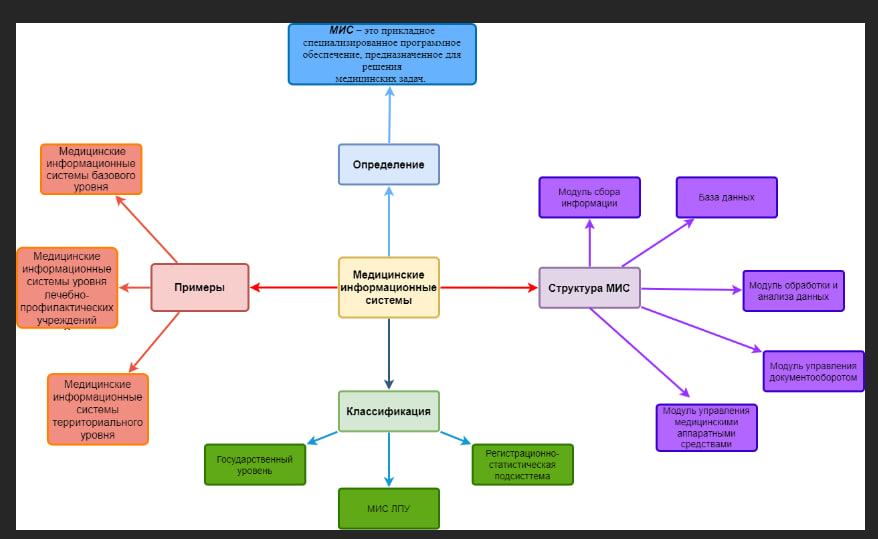 МИС – это прикладное
специализированное программное
обеспечение, предназначенное для
решения
медицинских задач.
Определение
Медицинские
информационные
системы
Примеры
Медицинские
информационные
системы базового
уровня
Медицинские
информационные
системы уровня
лечебно-
профилактических
учреждений
Медицинские
информационные
системы
территориального
уровня
Структура МИС
Модуль сбора
информации
База данных
Модуль обработки и
анализа данных
Модуль управления
документооборотом
Модуль управления
медицинскими
аппаратными
средствами
Классификация
Государственный
уровень
МИС ЛПУ
Регистрационно-
статистическая
подсисттема